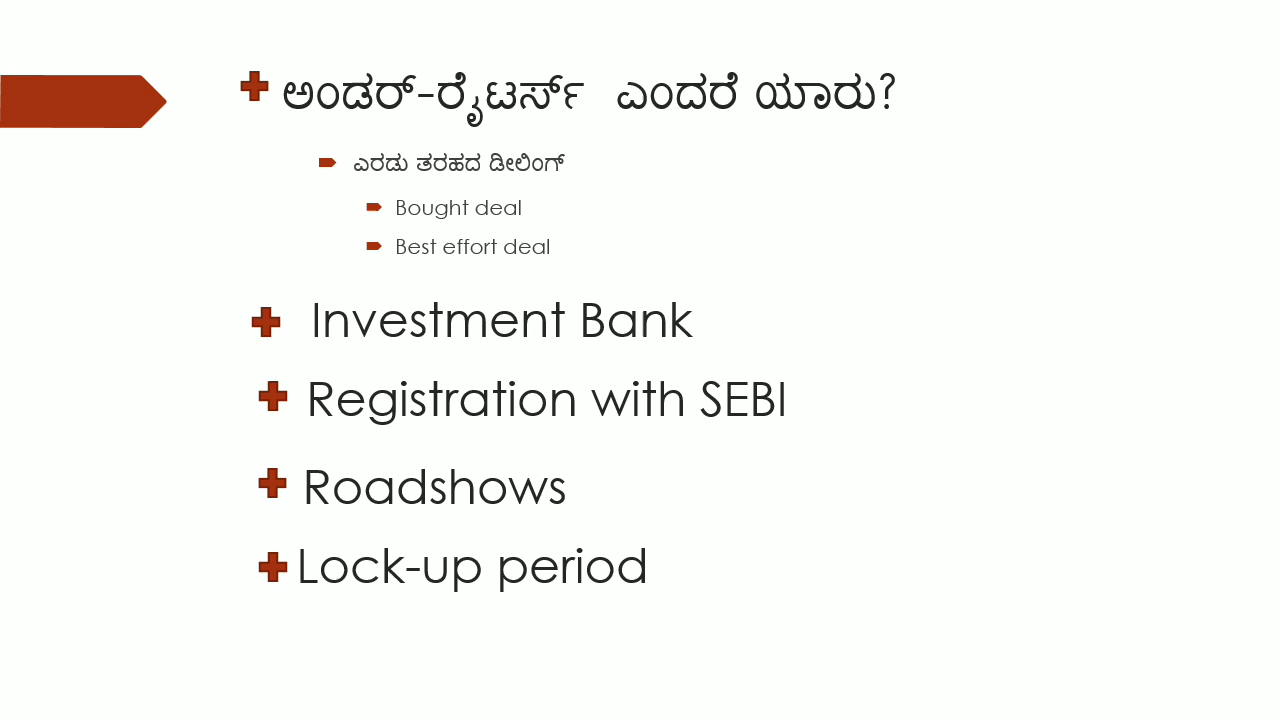 ಅಂಡರ್-ರೈಟರ್ಸ್ ಎಂದರೆ ಯಾರು?
ಎರಡು ತರಹದ ಡೀಲಿಂಗ್
Bought deal
Best effort deal
Investment Bank
Registration with SEBI
Roadshows
Lock-up period